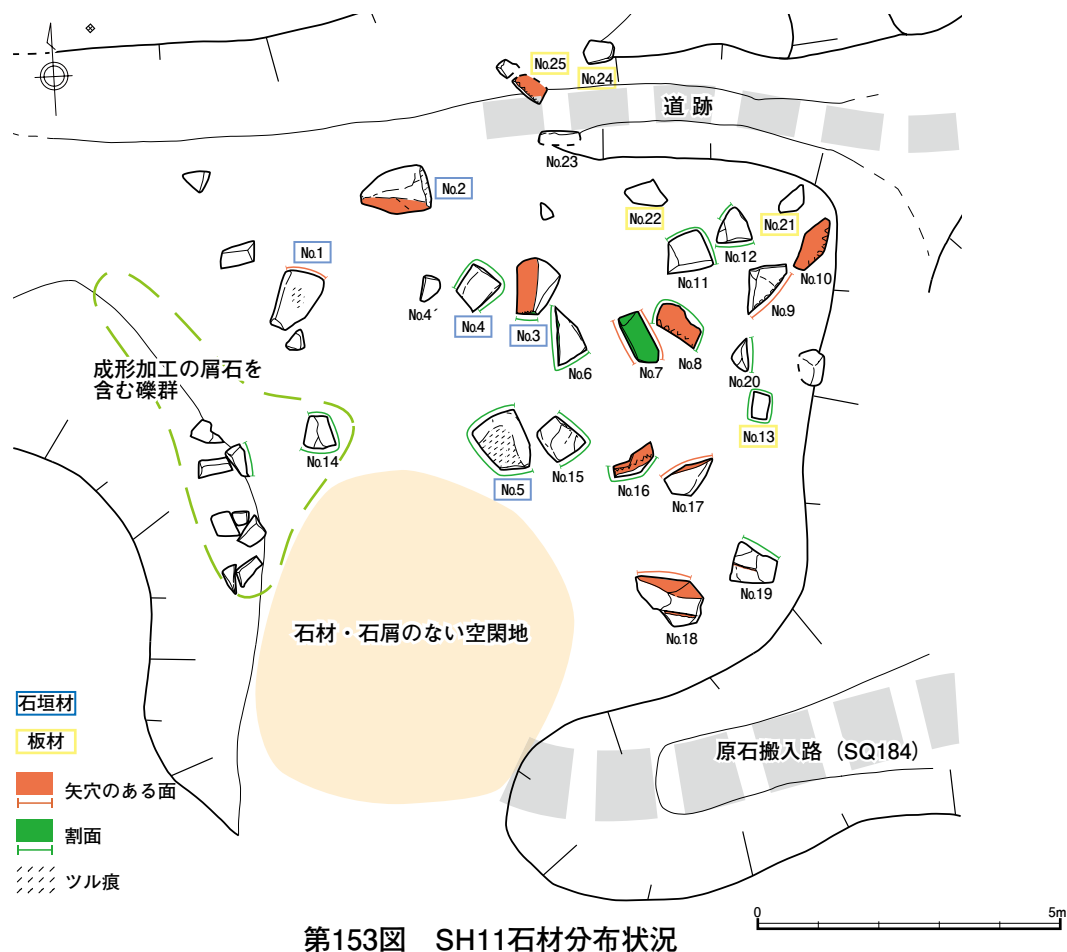 No.25
No.24
道 跡
No.23
No.2
No.22
No.21
No.12
No.1
No.11
No.10
No.4´
No.4
No.3
No.9
No.8
No.7
No.6
No.20
成形加工の屑石を
含む礫群
No.13
No.14
No.15
No.5
No.16
No.17
No.19
石材・石屑のない空閑地
No.18
石垣材
板材
矢穴のある面
割面
ツル痕
原石搬入路（SQ184）
0
5m
第153図　SH11石材分布状況